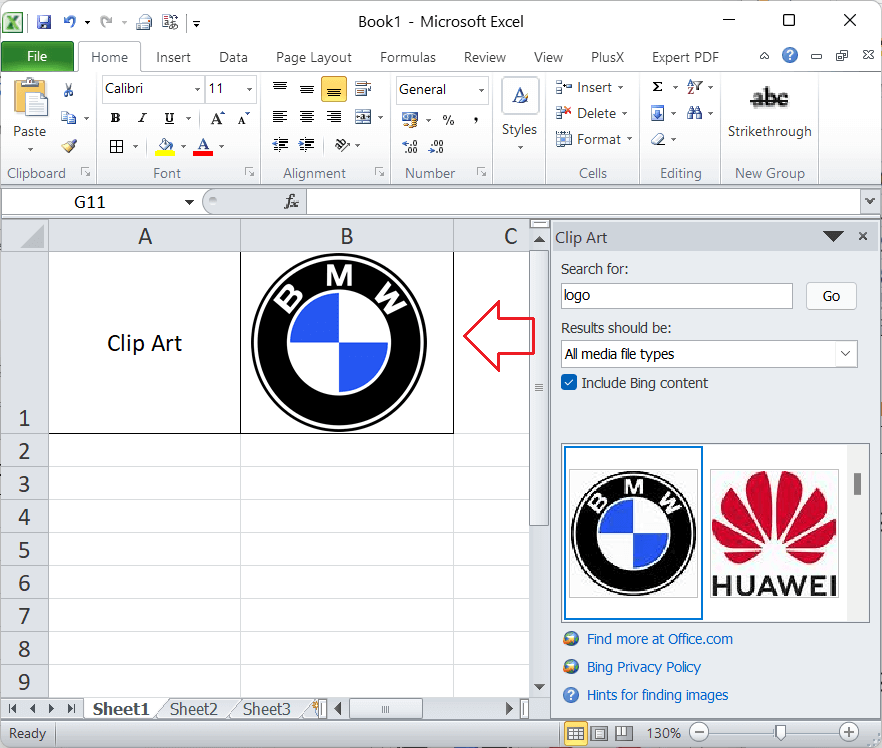 Book1 - Microsoft Excel
File Home Insert Data Page Layout Formulas Review View PlusX Expert PDF
Calibri 11 General Insert Σ abc
Paste B I U A A % , Styles Delete Strikethrough
A Format
Clipboard Font Alignment Number Cells Editing New Group
G11 fx
A B C
Clip Art
BMW
1
2
3
4
5
6
7
8
9
Clip Art
Search for:
logo Go
Results should be:
All media file types
Include Bing content
BMW
HUAWEI
Find more at Office.com
Bing Privacy Policy
Hints for finding images
Sheet1 Sheet2 Sheet3
Ready 130%